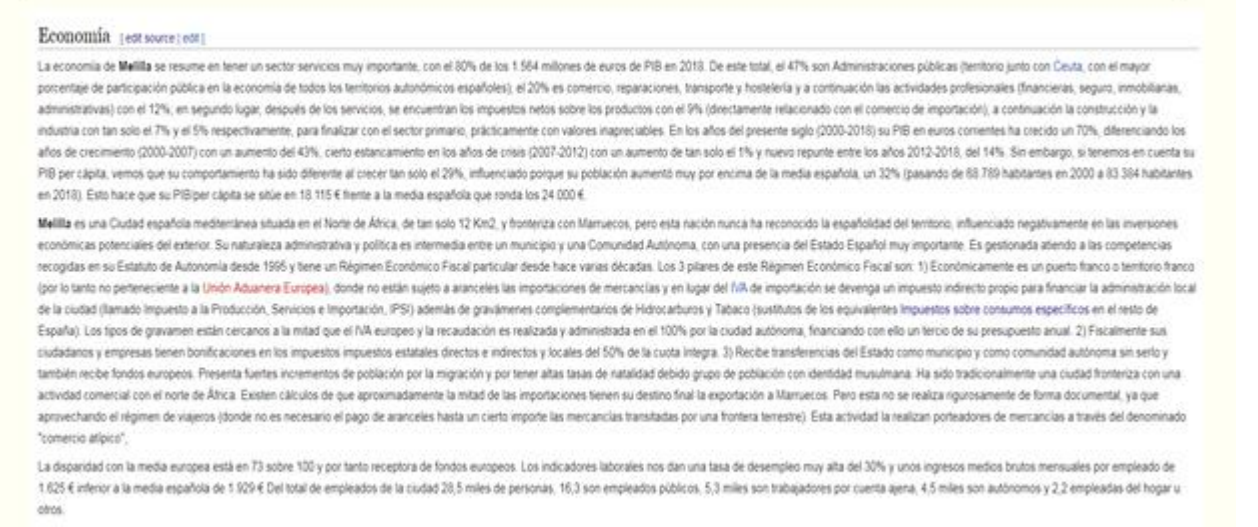 Economía [ edit source | edit ]
La economía de Melilla se resume en tener un sector servicios muy importante, con el 80% de los 1.564 millones de euros de PIB en 2018. De este total, el 47% son Administraciones públicas (territorio junto con Ceuta, con el mayor
porcentaje de participación pública en la economía de todos los territorios autonómicos españoles), el 20% es comercio, reparaciones, transporte y hostelería y a continuación las actividades profesionales (financieras, seguro, inmobiliarias,
administrativas) con el 12%; en segundo lugar, después de los servicios, se encuentran los impuestos netos sobre los productos con el 9% (directamente relacionado con el comercio de importación), a continuación la construcción y la
industria con tan solo el 7% y el 5% respectivamente, para finalizar con el sector primario, prácticamente con valores inapreciables. En los años del presente siglo (2000-2018) su PIB en euros corrientes ha crecido un 70%, diferenciando los
años de crecimiento (2000-2007) con un aumento del 43%, cierto estancamiento en los años de crisis (2007-2012) con un aumento de tan solo el 1% y nuevo repunte entre los años 2012-2018, del 14%. Sin embargo, si tenemos en cuenta su
PIB per cápita, vemos que su comportamiento ha sido diferente al crecer tan solo el 29%, influenciado porque su población aumentó muy por encima de la media española, un 32% (pasando de 68.789 habitantes en 2000 a 83.384 habitantes
en 2018). Esto hace que su PIB/per cápita se sitúe en 18.115 € frente a la media española que ronda los 24.000 €.
Melilla es una Ciudad española mediterránea situada en el Norte de África, de tan solo 12 Km2, y fronteriza con Marruecos, pero esta nación nunca ha reconocido la españolidad del territorio, influenciado negativamente en las inversiones
económicas potenciales del exterior. Su naturaleza administrativa y política es intermedia entre un municipio y una Comunidad Autónoma, con una presencia del Estado Español muy importante. Es gestionada atiendo a las competencias
recogidas en su Estatuto de Autonomía desde 1995 y tiene un Régimen Económico Fiscal particular desde hace varias décadas. Los 3 pilares de este Régimen Económico Fiscal son: 1) Económicamente es un puerto franco o territorio franco
(por lo tanto no perteneciente a la Unión Aduanera Europea), donde no están sujeto a aranceles las importaciones de mercancías y en lugar del IVA de importación se devenga un impuesto indirecto propio para financiar la administración local
de la ciudad (llamado Impuesto a la Producción, Servicios e Importación, IPSI) además de gravámenes complementarios de Hidrocarburos y Tabaco (sustitutos de los equivalentes Impuestos sobre consumos específicos en el resto de
España). Los tipos de gravamen están cercanos a la mitad que el IVA europeo y la recaudación es realizada y administrada en el 100% por la ciudad autónoma, financiando con ello un tercio de su presupuesto anual. 2) Fiscalmente sus
ciudadanos y empresas tienen bonificaciones en los impuestos impuestos estatales directos e indirectos y locales del 50% de la cuota íntegra. 3) Recibe transferencias del Estado como municipio y como comunidad autónoma sin serlo y
también recibe fondos europeos. Presenta fuertes incrementos de población por la migración y por tener altas tasas de natalidad debido grupo de población con identidad musulmana. Ha sido tradicionalmente una ciudad fronteriza con una
actividad comercial con el norte de África. Existen cálculos de que aproximadamente la mitad de las importaciones tienen su destino final la exportación a Marruecos. Pero esta no se realiza rigurosamente de forma documental, ya que
aprovechando el régimen de viajeros (donde no es necesario el pago de aranceles hasta un cierto importe las mercancías transitadas por una frontera terrestre). Esta actividad la realizan porteadores de mercancías a través del denominado
"comercio atípico",
La disparidad con la media europea está en 73 sobre 100 y por tanto receptora de fondos europeos. Los indicadores laborales nos dan una tasa de desempleo muy alta del 30% y unos ingresos medios brutos mensuales por empleado de
1.625 € inferior a la media española de 1.929 € Del total de empleados de la ciudad 28,5 miles de personas, 16,3 son empleados públicos, 5,3 miles son trabajadores por cuenta ajena, 4,5 miles son autónomos y 2,2 empleadas del hogar u
otros.